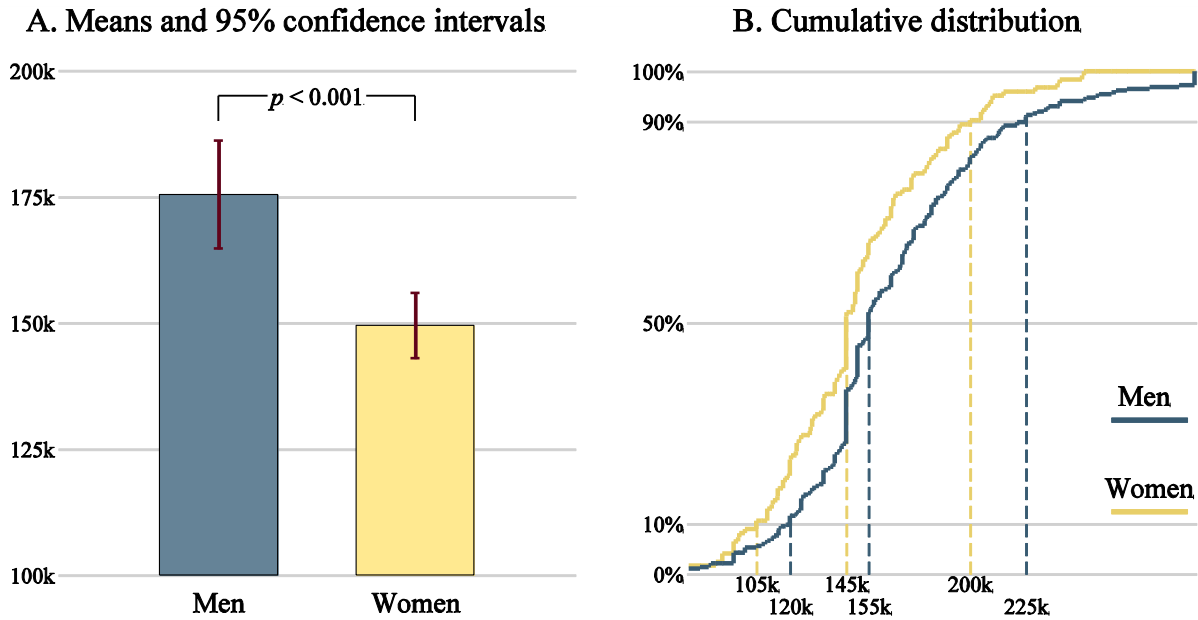 A. Means and 95% confidence intervals
200k
p < 0.001
175k
150k
125k
100k
Men
Women
B. Cumulative distribution
100%
90%
50%
10%
0%
Men
Women
105k
145k
200k
120k
155k
225k